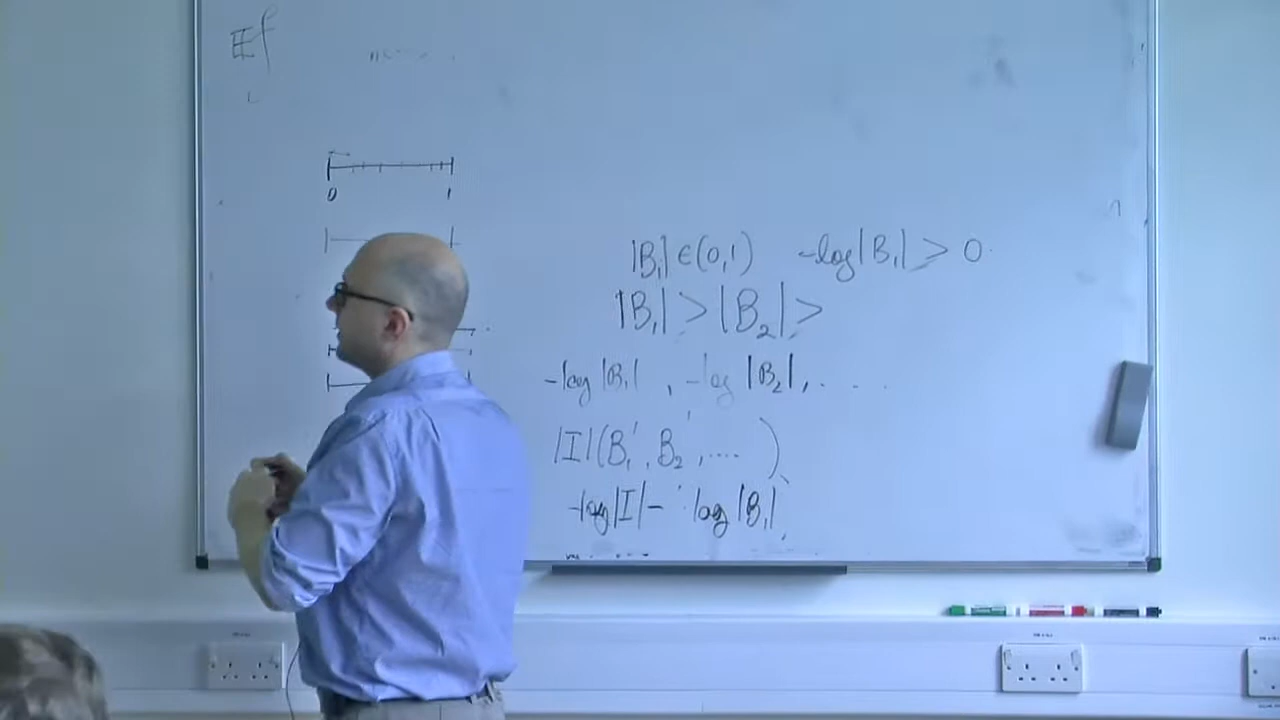 𝔼f
0 1
|B₁| ∈ (0,1) -log|B₁| > 0
|B₁| > |B₂| >
-log|B₁| , -log|B₂|, . . . .
|I|(B₁', B₂', .... )
-log|I| - log|B₁|,